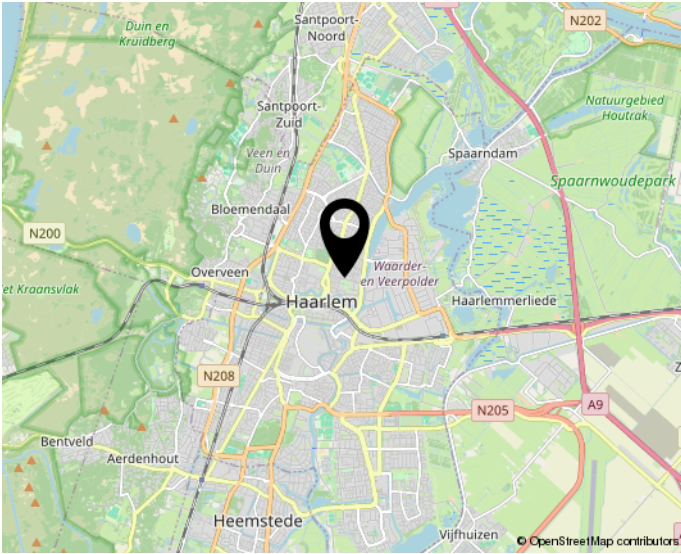 Duin en
Kruidberg
Santpoort-
Noord
N202
Natuurgebied
Houtrak
Santpoort-
Zuid
Veen en
Duin
Spaarndam
Spaarnwoudepark
Bloemendaal
N200
Overveen
Waarder-
en Veerpolder
et Kraansvlak
Haarlem
Haarlemmerliede
N208
Z
A9
N205
Bentveld
Aerdenhout
Heemstede
Vijfhuizen
© OpenStreetMap contributors